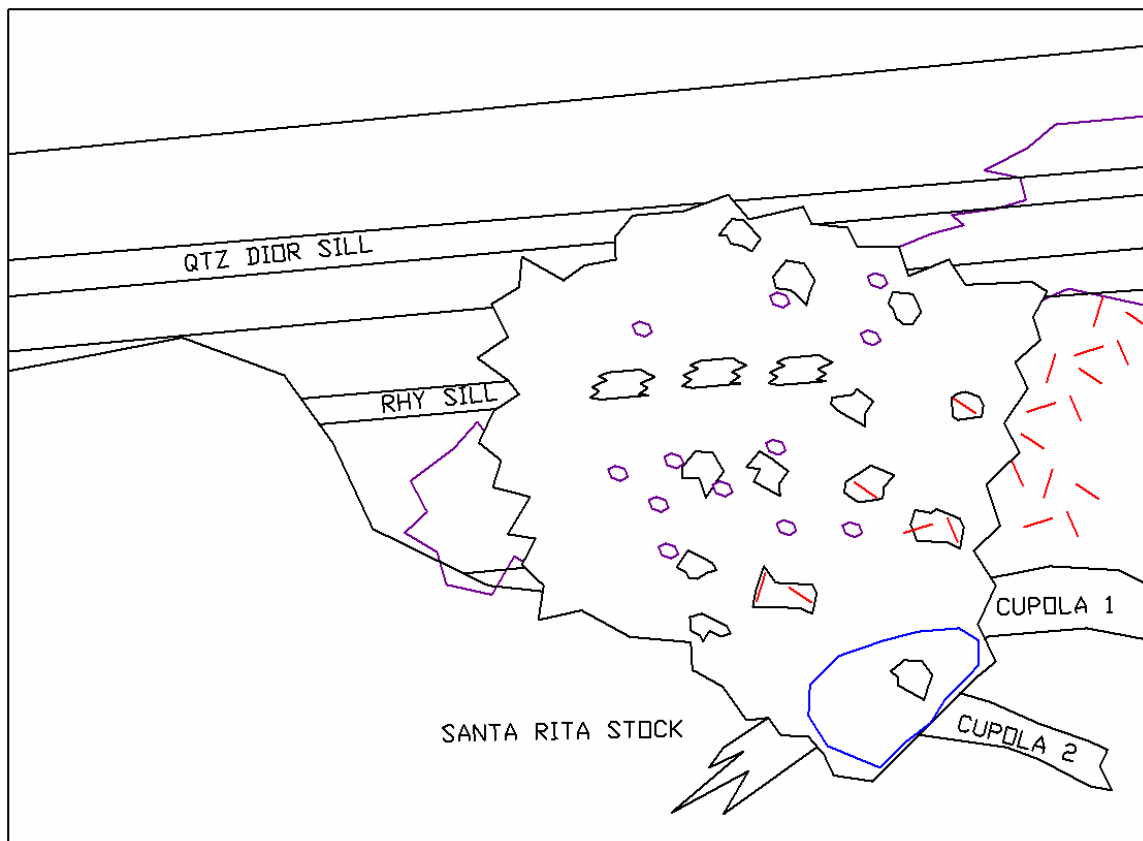 QTZ DIOR SILL
RHY SILL
CUPOLA 1
SANTA RITA STOCK
CUPOLA 2